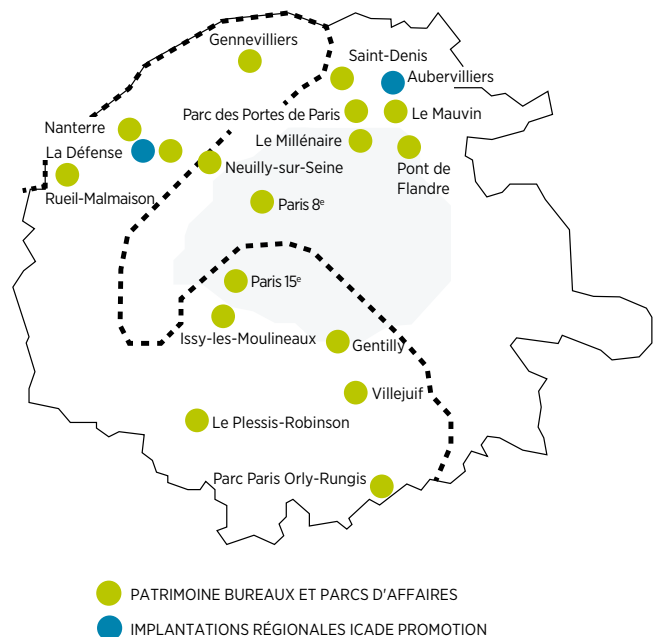 Gennevilliers
Saint-Denis
Aubervilliers
Parc des Portes de Paris
Le Mauvin
Nanterre
Le Millénaire
La Défense
Neuilly-sur-Seine
Pont de
Flandre
Rueil-Malmaison
Paris 8e
Paris 15e
Issy-les-Moulineaux
Gentilly
Villejuif
Le Plessis-Robinson
Parc Paris Orly-Rungis
PATRIMOINE BUREAUX ET PARCS D'AFFAIRES
IMPLANTATIONS RÉGIONALES ICADE PROMOTION